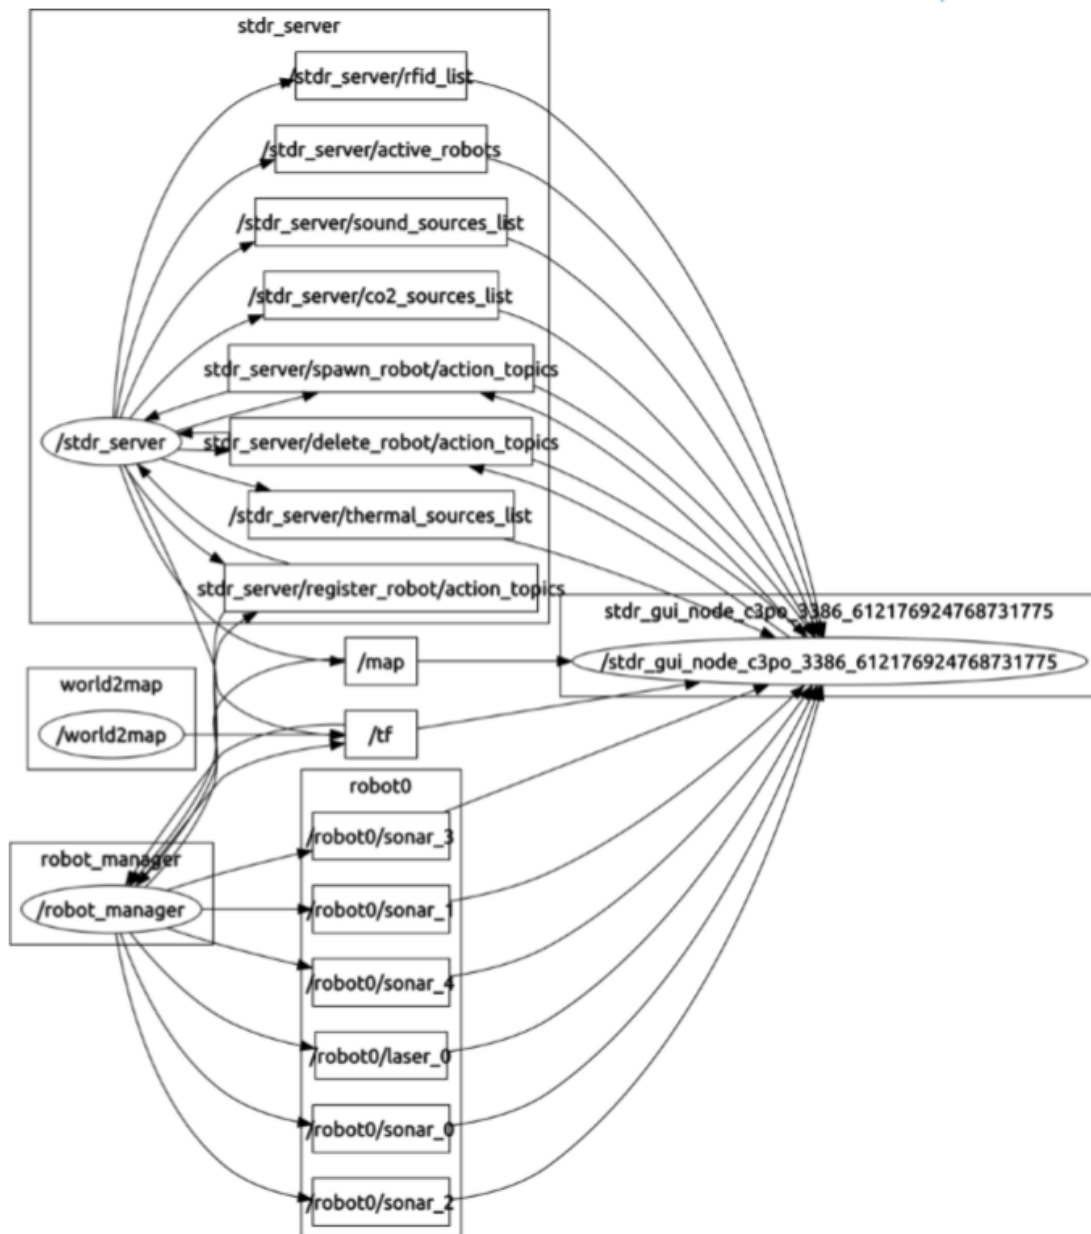 stdr_server
/stdr_server/rfid_list
/stdr_server/active_robots
/stdr_server/sound_sources_list
/stdr_server/co2_sources_list
stdr_server/spawn_robot/action_topics
/stdr_server
stdr_server/delete_robot/action_topics
/stdr_server/thermal_sources_list
stdr_server/register_robot/action_topics
stdr_gui_node_c3po_3386_6121769247687317​75
/map
/stdr_gui_node_c3po_3386_612176924768731775
world2map
/world2map
/tf
robot0
/robot0/sonar_3
robot_manager
/robot_manager
/robot0/sonar_1
/robot0/sonar_4
/robot0/laser_0
/robot0/sonar_0
/robot0/sonar_2